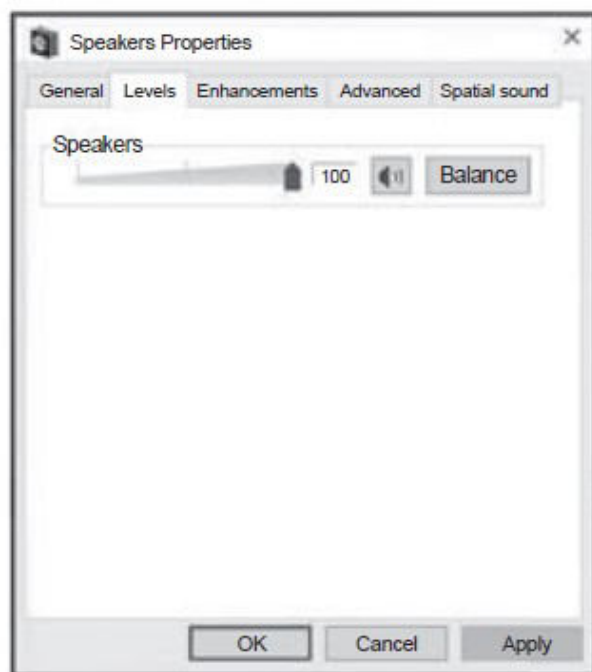 Speakers Properties
General Levels Enhancements Advanced Spatial sound
Speakers
100 Balance
OK Cancel Apply